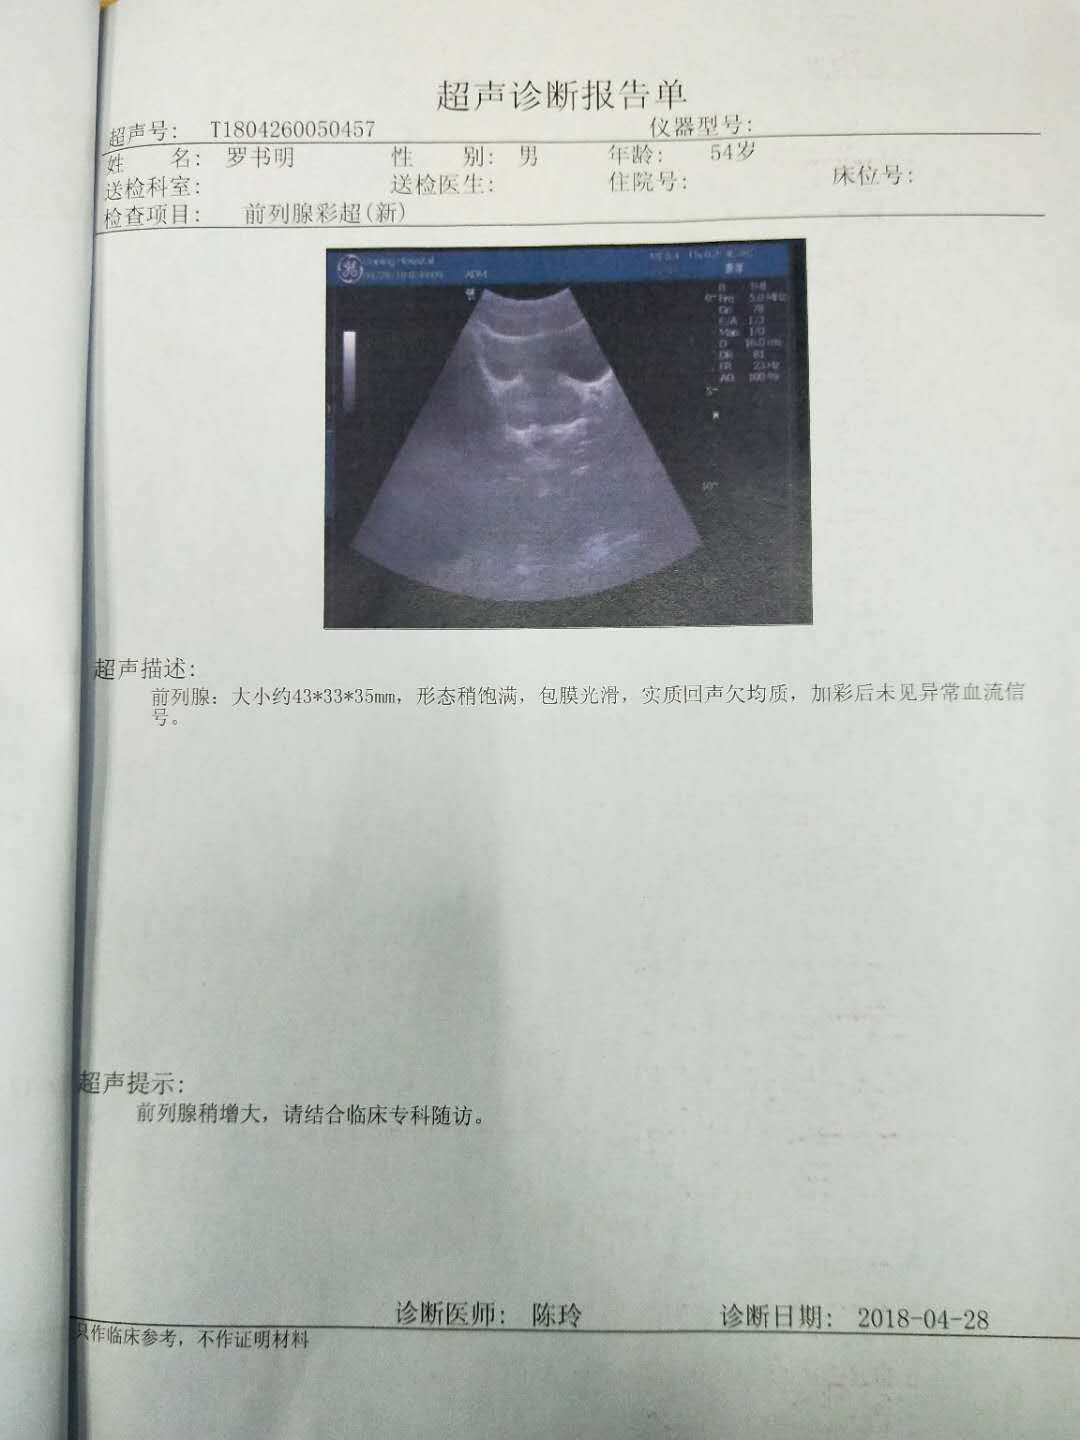 超声诊断报告单
超声号： T1804260050457 仪器型号：
姓 名： 罗书明 性 别： 男 年龄： 54岁
送检科室： 送检医生： 住院号： 床位号：
检查项目： 前列腺彩超(新)
超声描述：
前列腺：大小约43*33*35mm，形态稍饱满，包膜光滑，实质回声欠均质，加彩后未见异常血流信
号。
超声提示：
前列腺稍增大，请结合临床专科随访。
诊断医师： 陈玲 诊断日期： 2018-04-28
只作临床参考，不作证明材料